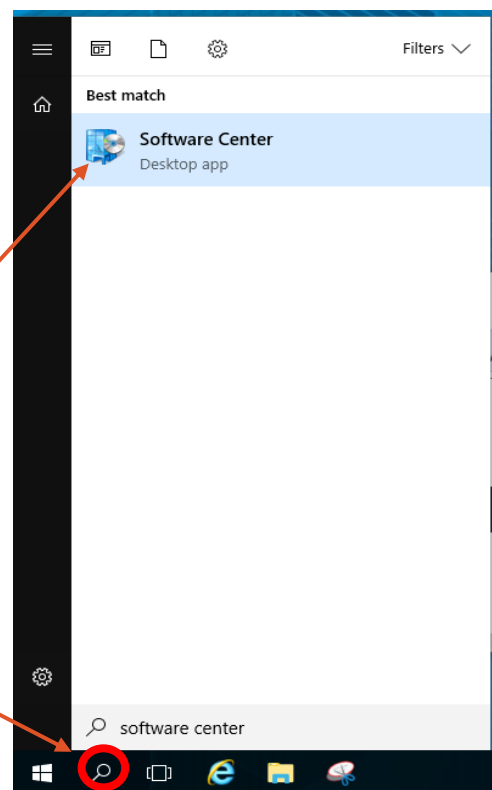 Filters
Best match
Software Center
Desktop app
software center